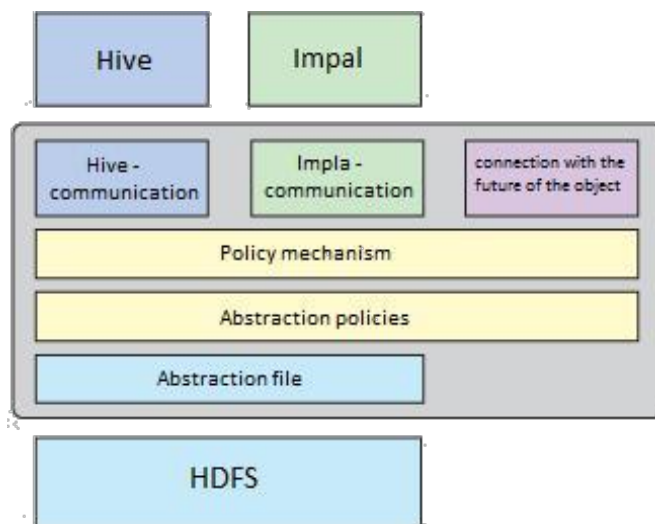 Hive
Impal
Hive -
communication
Impla -
communication
connection with the
future of the object
Policy mechanism
Abstraction policies
Abstraction file
HDFS